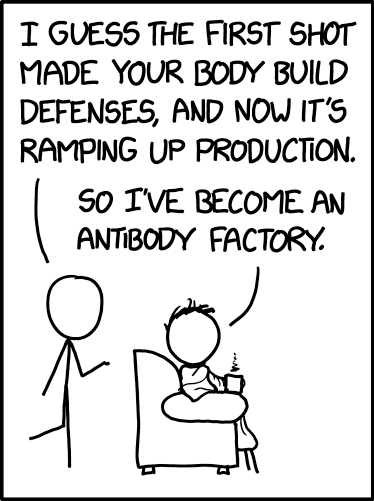 I GUESS THE FIRST SHOT
MADE YOUR BODY BUILD
DEFENSES, AND NOW IT'S
RAMPING UP PRODUCTION.
SO I'VE BECOME AN
ANTIBODY FACTORY.